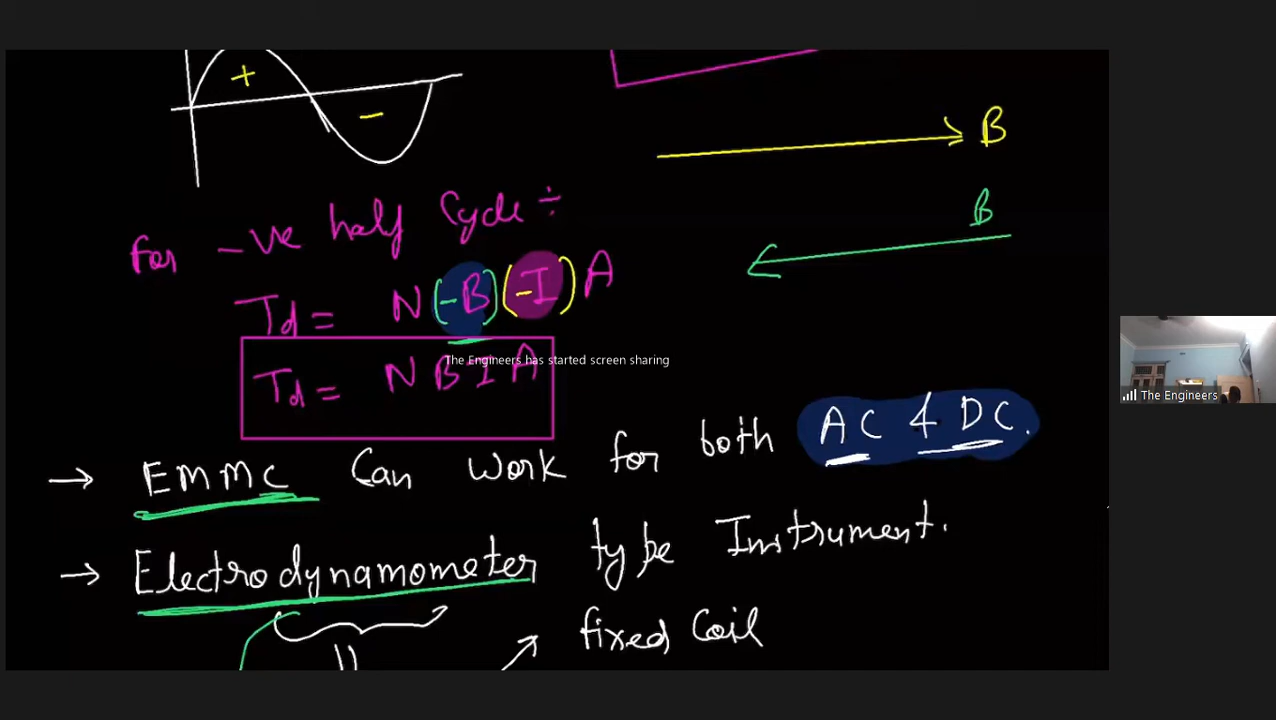 +
−
B
B
for -ve half Cycle ÷
Td = N (-B) (-I) A
The Engineers has started screen sharing
Td = N B I A
→ EMMC Can work for both AC & DC.
→ Electrodynamometer type Instrument.
fixed Coil
The Engineers